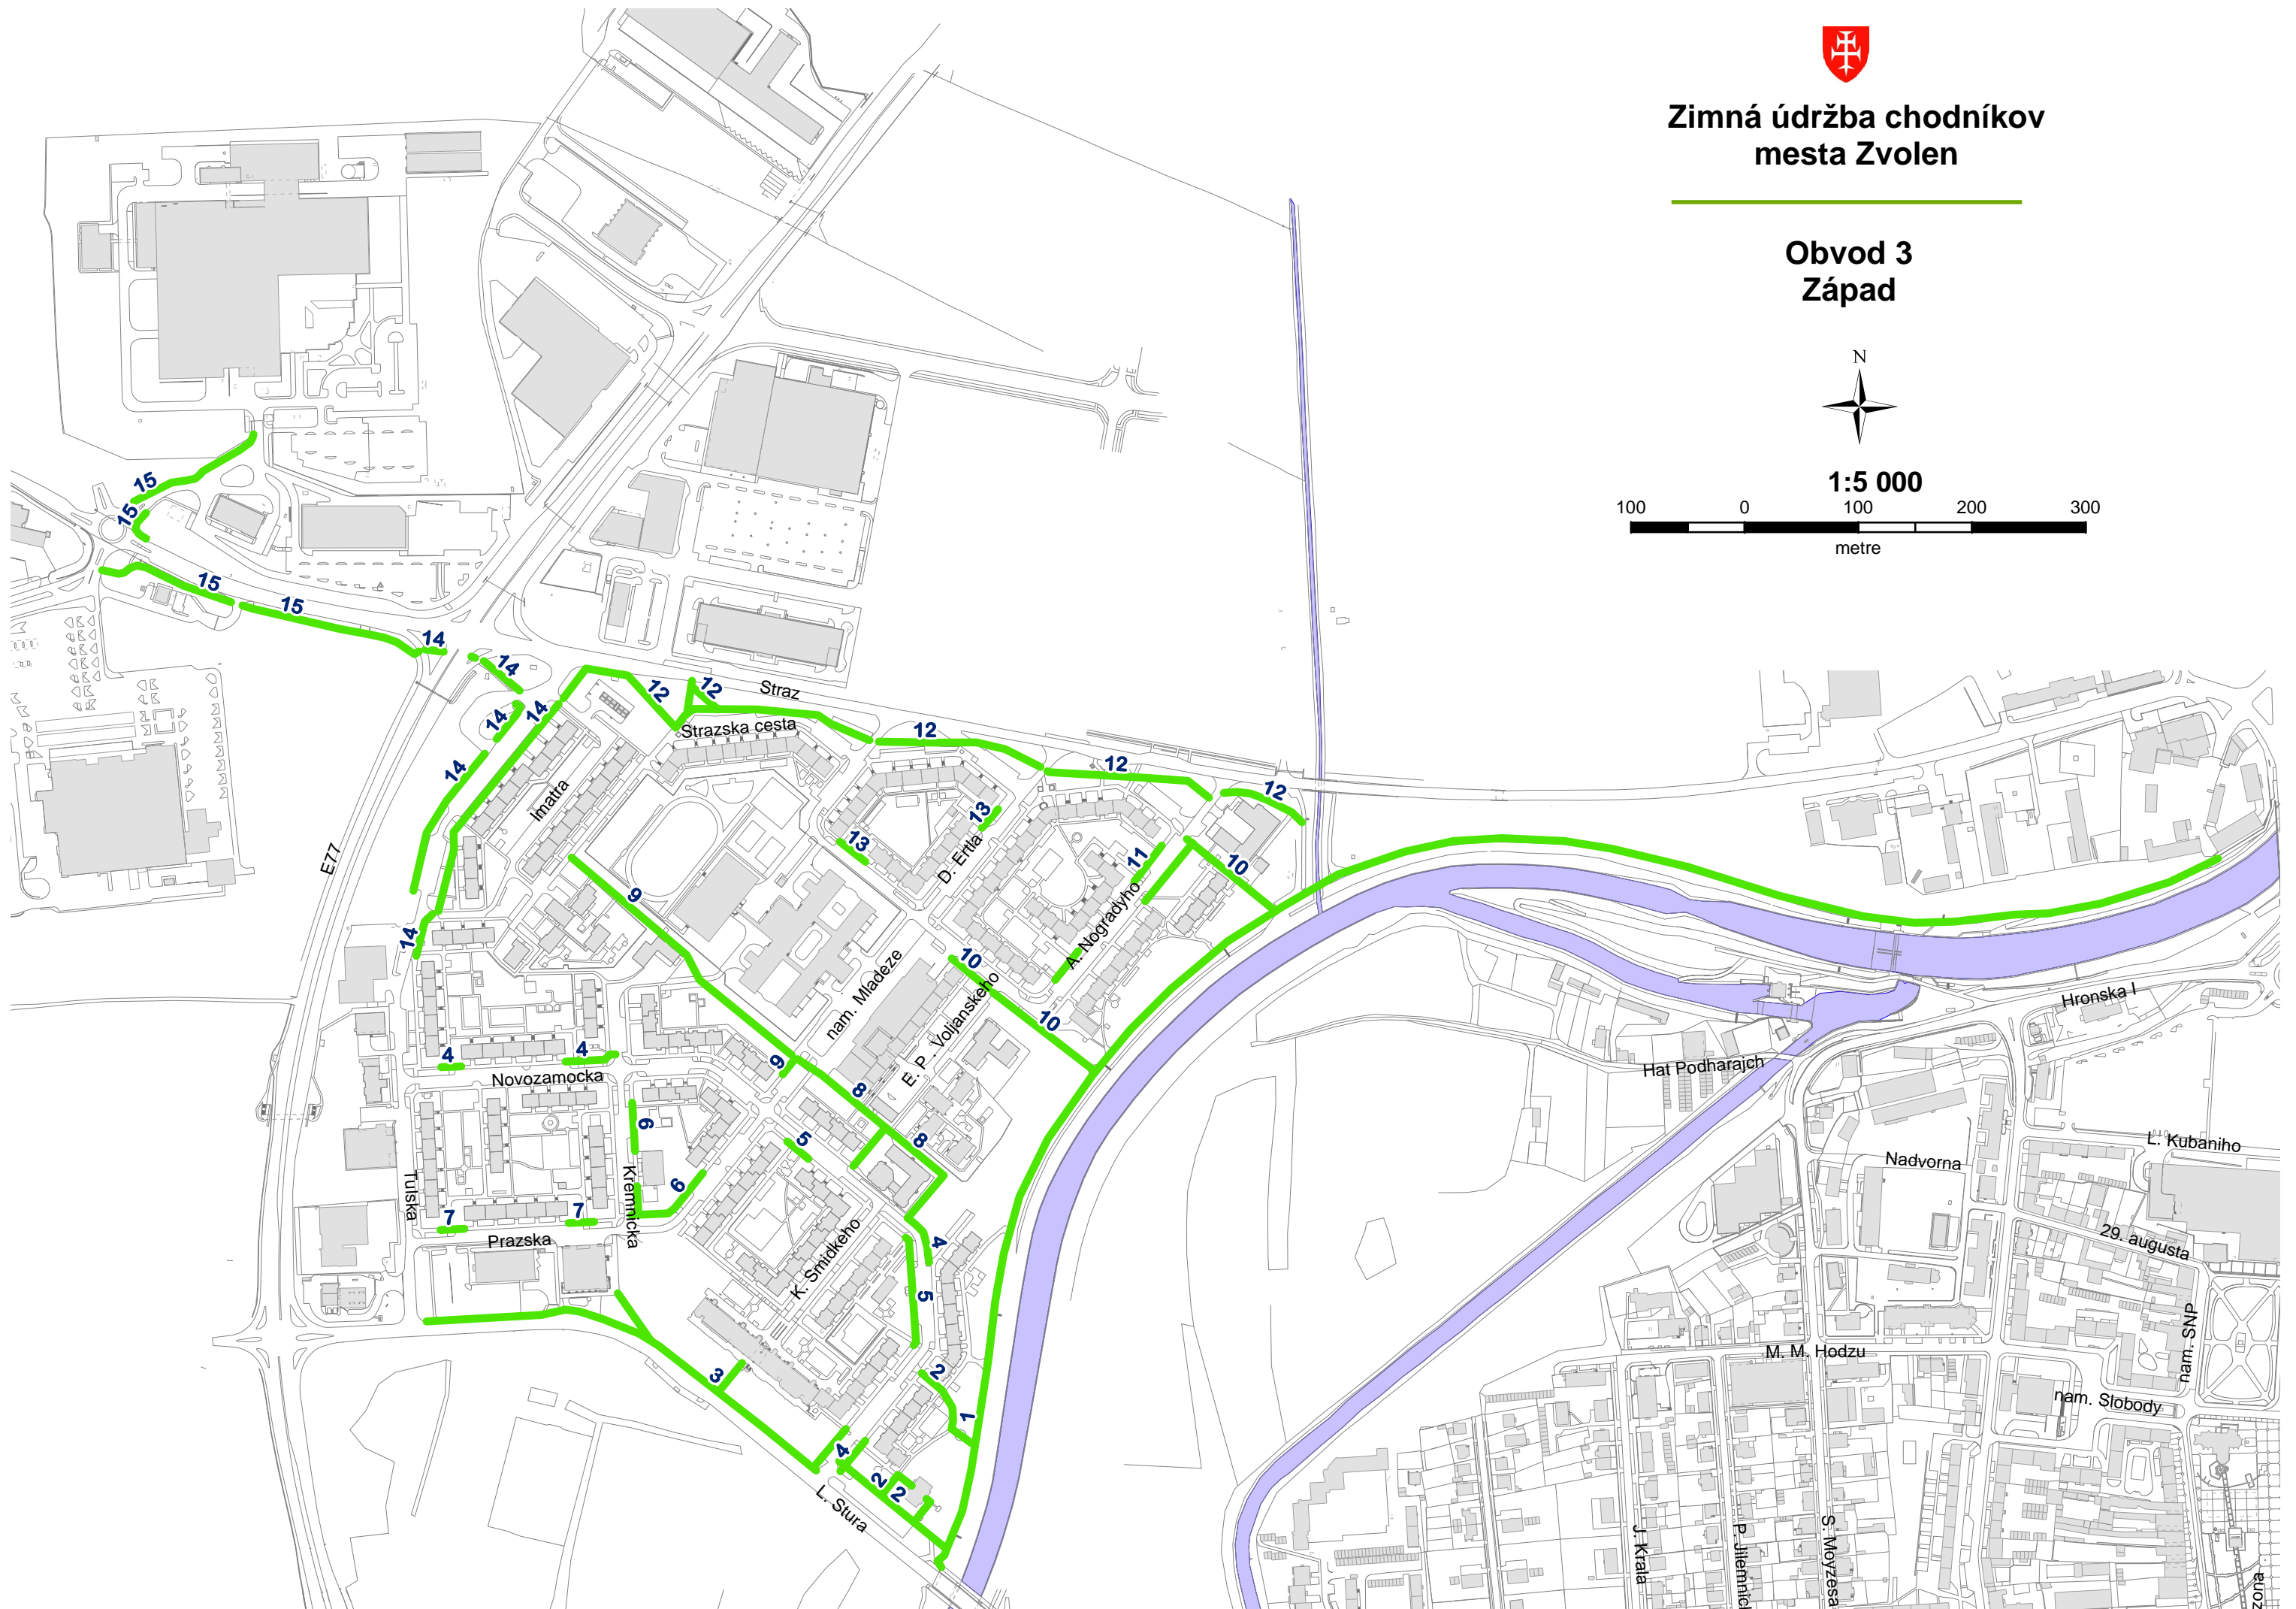 Zimná údržba chodníkov
mesta Zvolen
Obvod 3
Západ
N
1:5 000
100 0 100 200 300
metre
15
15
15
15
14
14
14
14
14
14
12
12
12
12
12
Straz
Strazska cesta
Imatra
E77
13
13
D. Ertla
11
10
A. Nogradyho
9
nam. Mladeze
10
E. P. Voljanskeho
10
9
8
8
4
4
Novozamocka
5
6
6
Kremnicka
Tulska
7
7
Prazska
K. Smidkeho
4
5
3
2
1
4
2
2
L. Stura
Hronska I
Hat Podharajch
L. Kubaniho
Nadvorna
29. augusta
nam. SNP
M. M. Hodzu
nam. Slobody
J. Krala
P. Jilemnic
S. Moyzesa